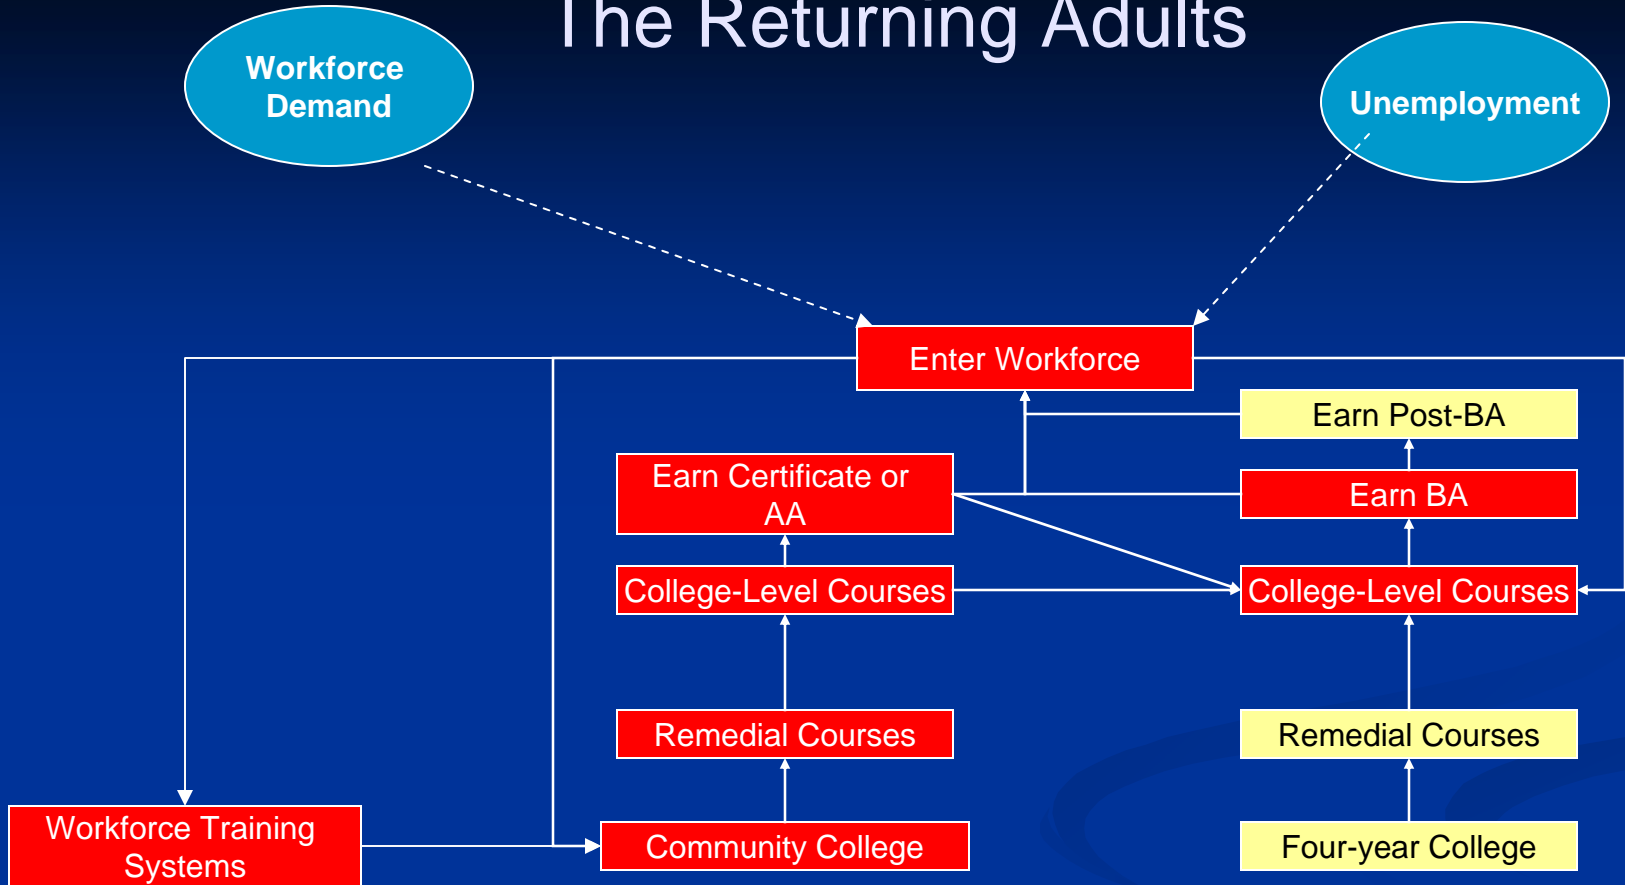 The Returning Adults
Workforce
Demand
Unemployment
Enter Workforce
Earn Post-BA
Earn Certificate or
AA
Earn BA
College-Level Courses
College-Level Courses
Remedial Courses
Remedial Courses
Workforce Training
Systems
Community College
Four-year College